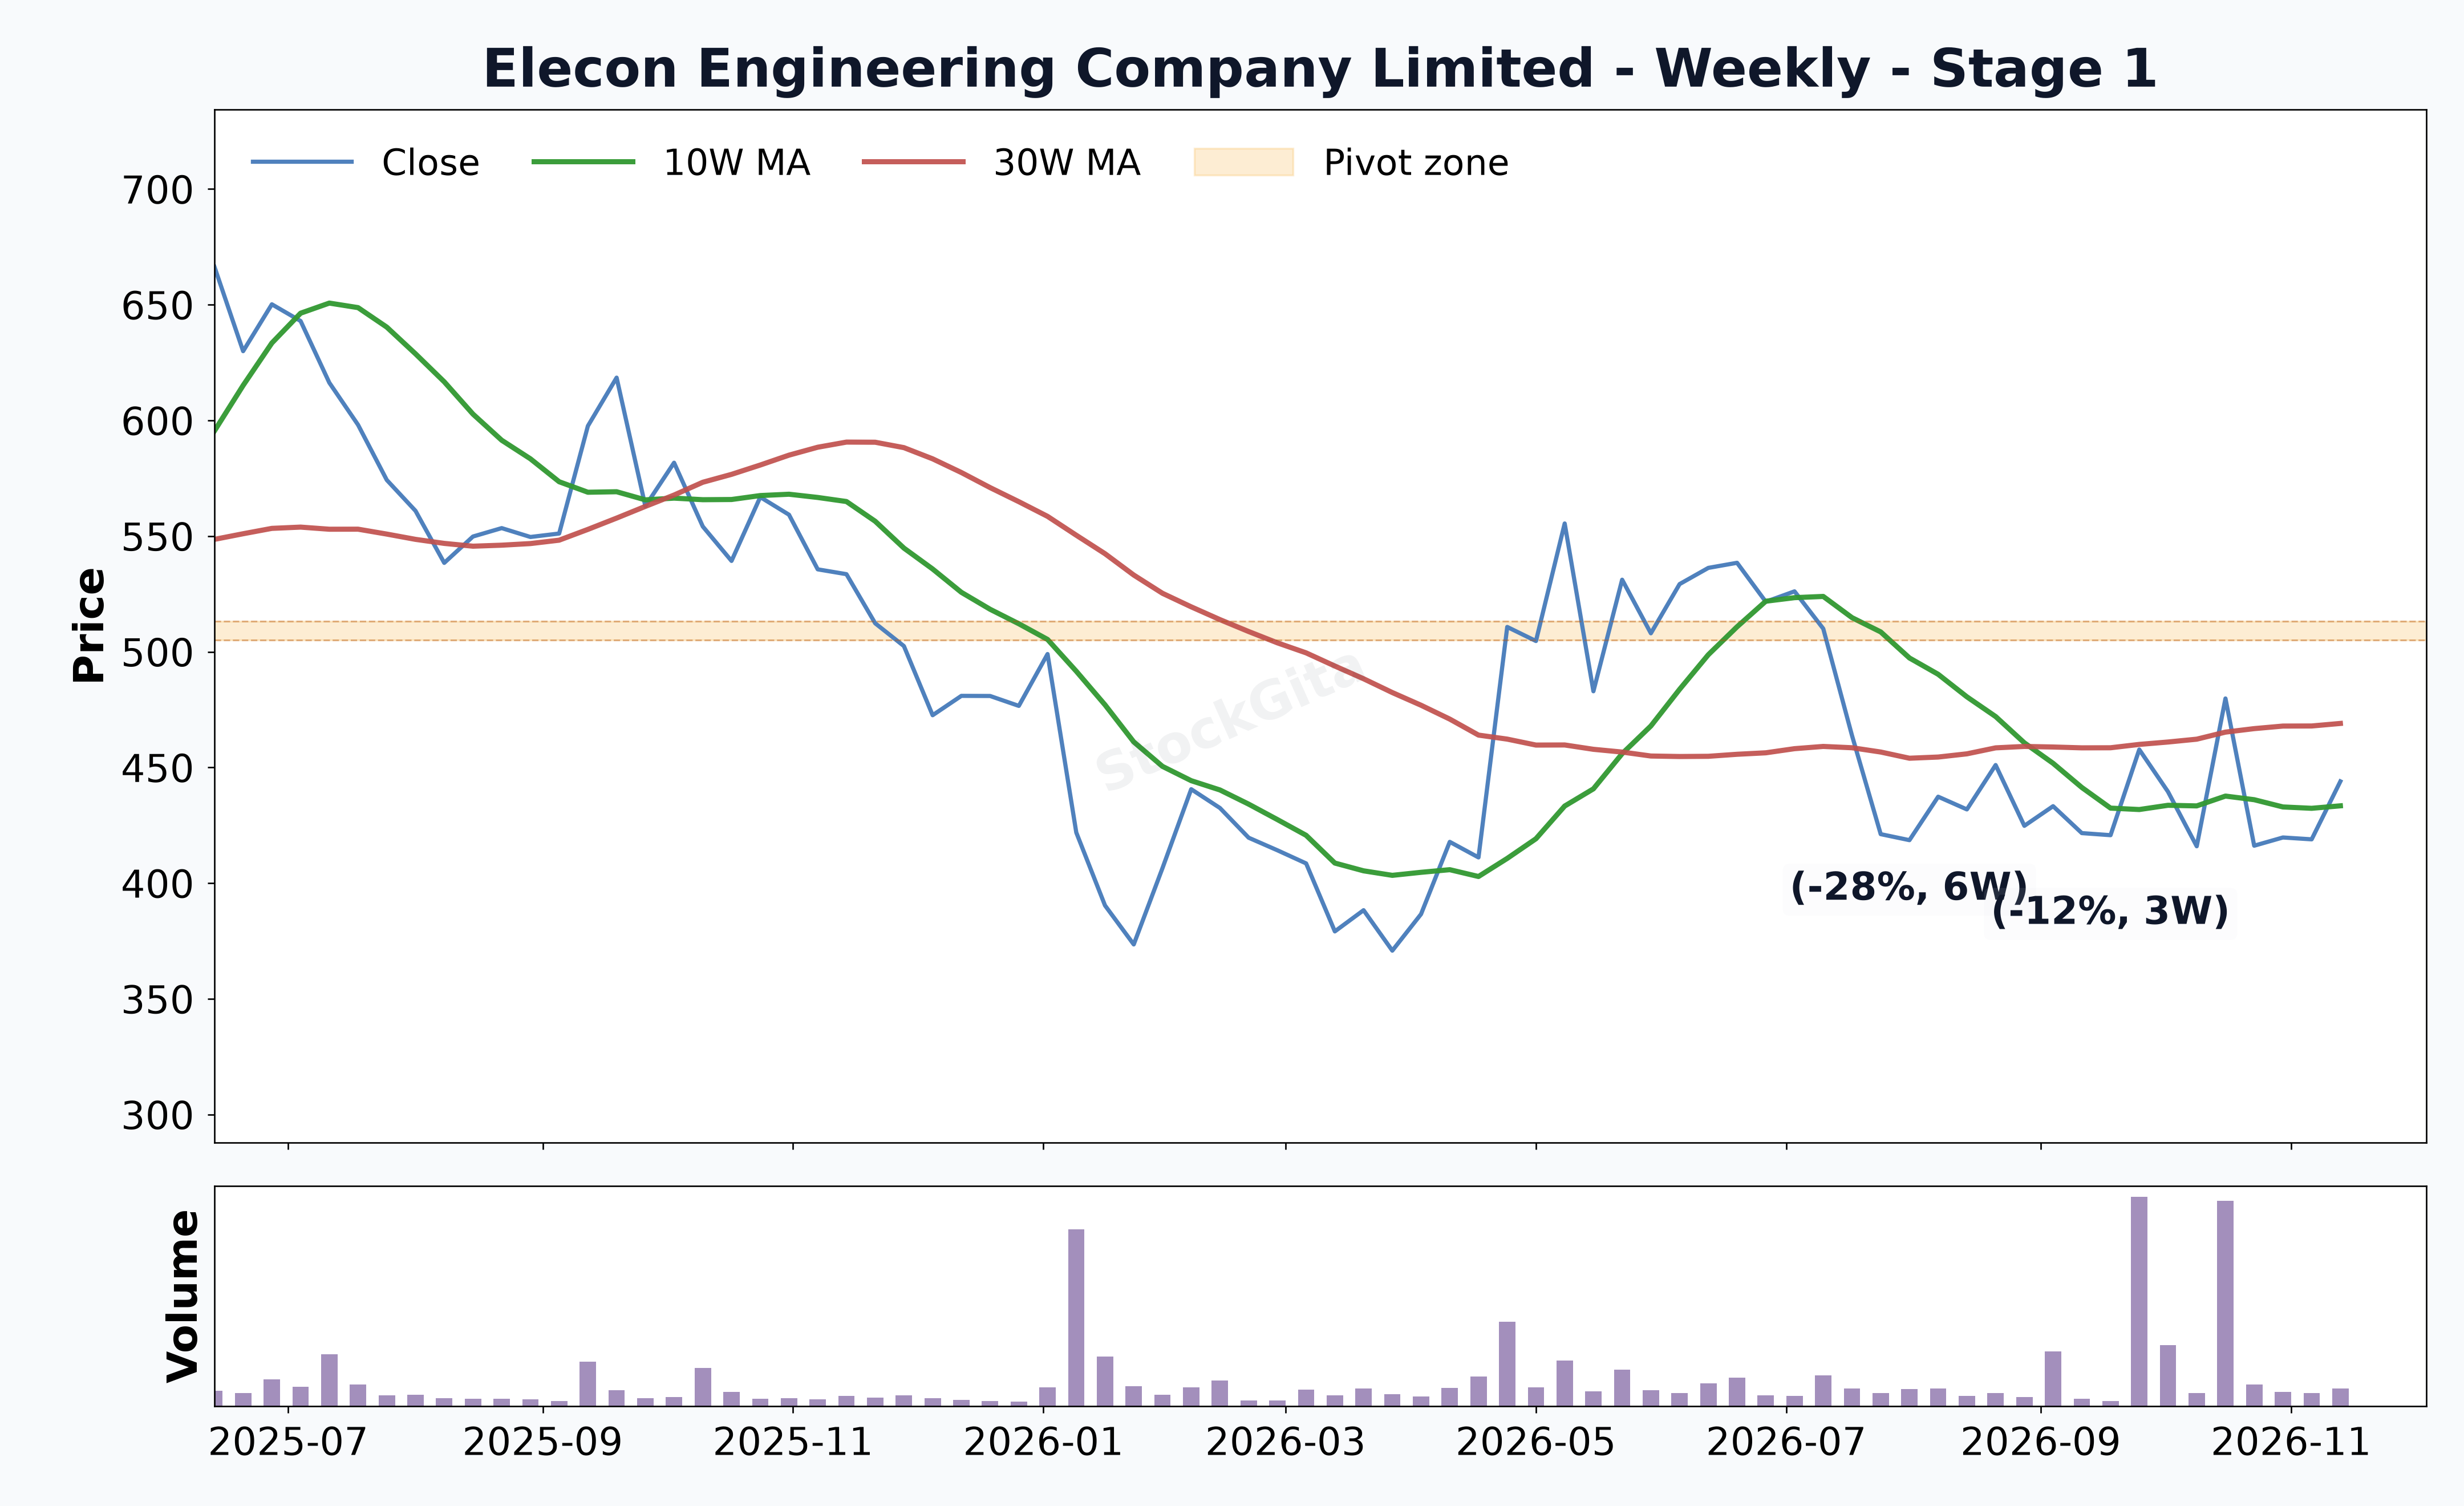 Elecon Engineering Company Limited - Weekly - Stage 1
Close 10W MA 30W MA Pivot zone
Price
700
650
600
550
500
450
400
350
300
StockGita
(-28%, 6W)
(-12%, 3W)
Volume
2025-07 2025-09 2025-11 2026-01 2026-03 2026-05 2026-07 2026-09 2026-11